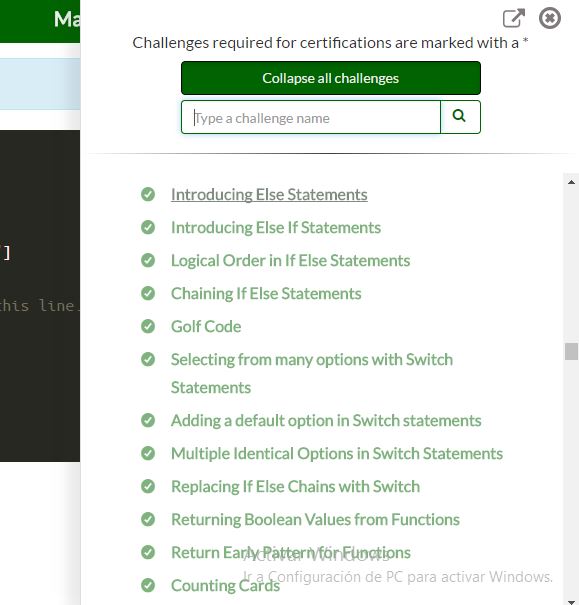 Ma
Challenges required for certifications are marked with a *
Collapse all challenges
Type a challenge name
Introducing Else Statements
Introducing Else If Statements
']
Logical Order in If Else Statements
Chaining If Else Statements
this line.
Golf Code
Selecting from many options with Switch
Statements
Adding a default option in Switch statements
Multiple Identical Options in Switch Statements
Replacing If Else Chains with Switch
Returning Boolean Values from Functions
Return Early Pattern for Functions
Activar Windows
Ir a Configuración de PC para activar Windows.
Counting Cards